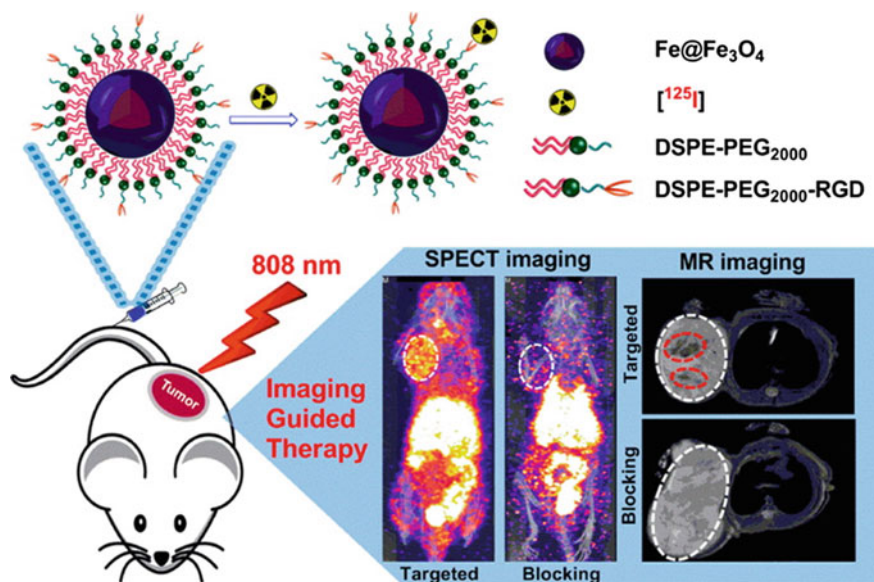 Fe@Fe₃O₄
[¹²⁵I]
DSPE-PEG₂₀₀₀
DSPE-PEG₂₀₀₀-RGD
808 nm
Tumor
Imaging
Guided
Therapy
SPECT imaging
MR imaging
Targeted
Blocking
Targeted
Blocking